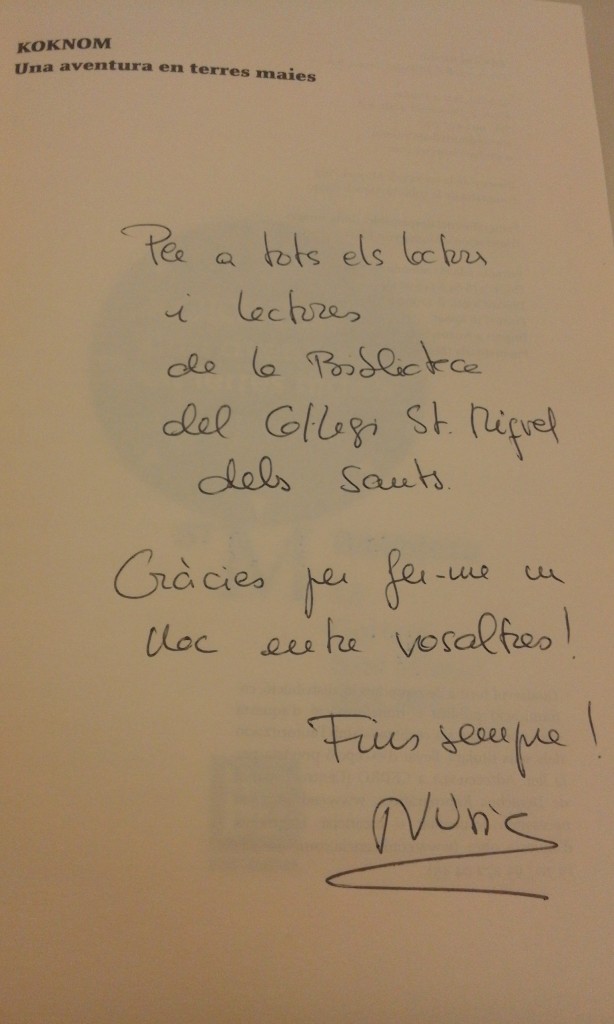 KOKNOM
Una aventura en terres maies
Per a tots els lectors
i lectores
de la Biblioteca
del Col·legi St. Miquel
dels Sants.
Gràcies per fer-me un
lloc entre vosaltres!
Fins sempre!
Núria